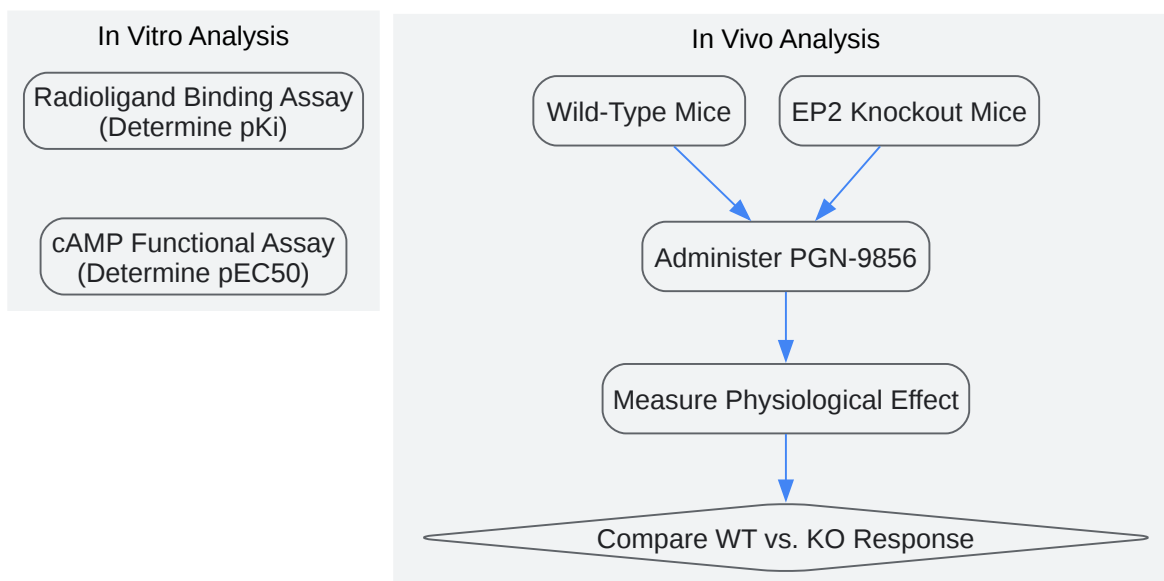 In Vitro Analysis
Radioligand Binding Assay
(Determine pKi)
cAMP Functional Assay
(Determine pEC50)
In Vivo Analysis
Wild-Type Mice
EP2 Knockout Mice
Administer PGN-9856
Measure Physiological Effect
Compare WT vs. KO Response